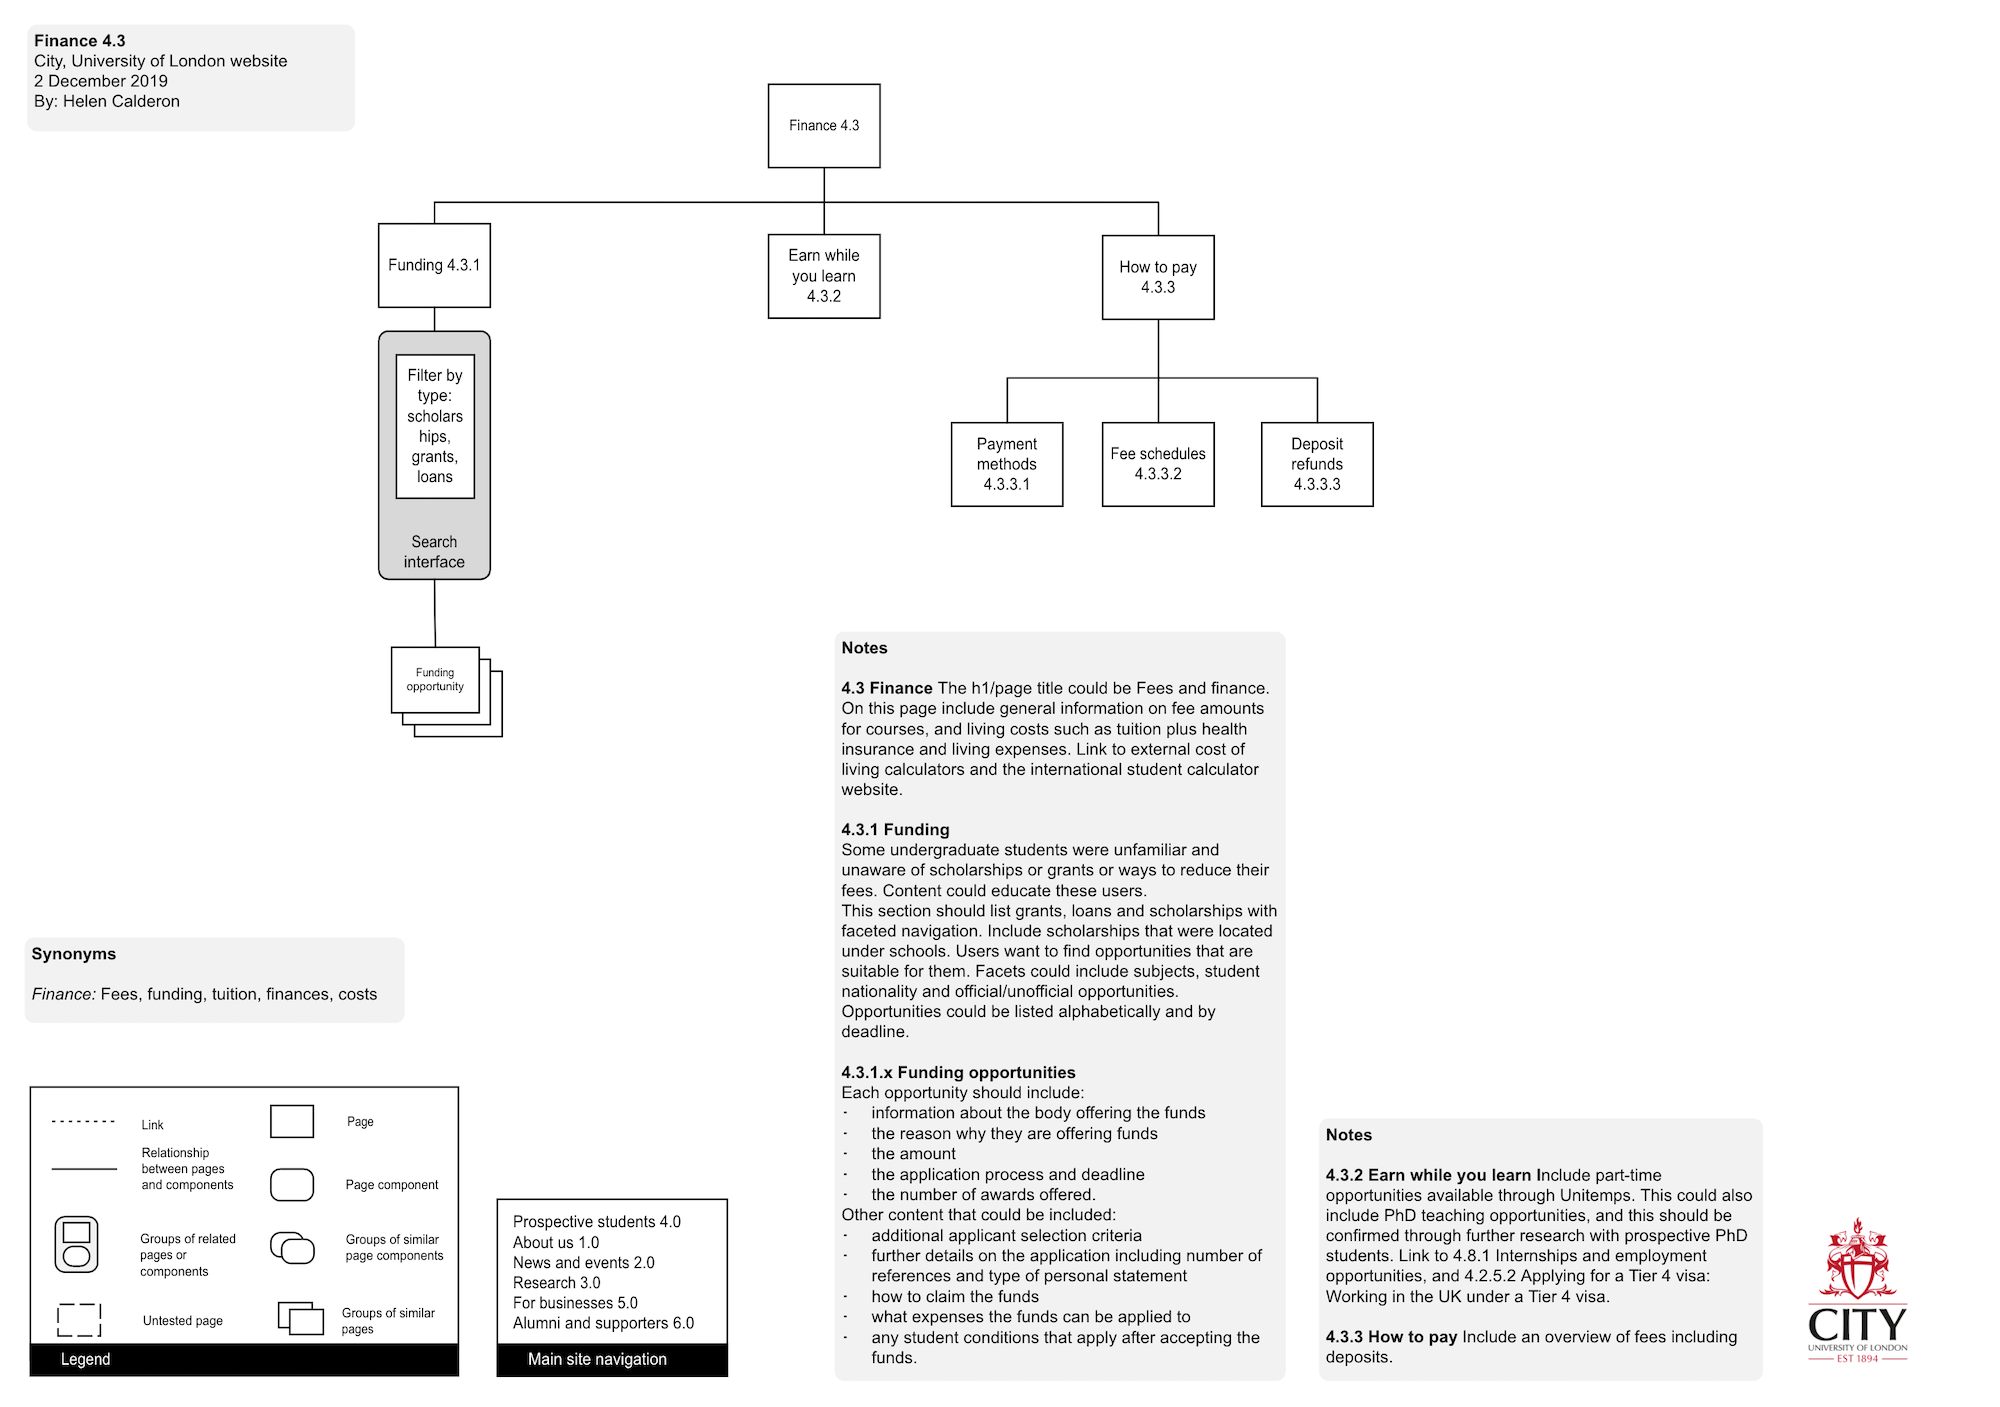 Finance 4.3
City, University of London website
2 December 2019
By: Helen Calderon
Finance 4.3
Funding 4.3.1
Earn while
you learn
4.3.2
How to pay
4.3.3
Filter by
type:
scholars
hips,
grants,
loans
Search
interface
Funding
opportunity
Payment
methods
4.3.3.1
Fee schedules
4.3.3.2
Deposit
refunds
4.3.3.3
Notes
4.3 Finance The h1/page title could be Fees and finance.
On this page include general information on fee amounts
for courses, and living costs such as tuition plus health
insurance and living expenses. Link to external cost of
living calculators and the international student calculator
website.
4.3.1 Funding
Some undergraduate students were unfamiliar and
unaware of scholarships or grants or ways to reduce their
fees. Content could educate these users.
This section should list grants, loans and scholarships with
faceted navigation. Include scholarships that were located
under schools. Users want to find opportunities that are
suitable for them. Facets could include subjects, student
nationality and official/unofficial opportunities.
Opportunities could be listed alphabetically and by
deadline.
4.3.1.x Funding opportunities
Each opportunity should include:
- information about the body offering the funds
- the reason why they are offering funds
- the amount
- the application process and deadline
- the number of awards offered.
Other content that could be included:
- additional applicant selection criteria
- further details on the application including number of
references and type of personal statement
- how to claim the funds
- what expenses the funds can be applied to
- any student conditions that apply after accepting the
funds.
Synonyms
Finance: Fees, funding, tuition, finances, costs
Link
Relationship
between pages
and components
Groups of related
pages or
components
Untested page
Page
Page component
Groups of similar
page components
Groups of similar
pages
Legend
Prospective students 4.0
About us 1.0
News and events 2.0
Research 3.0
For businesses 5.0
Alumni and supporters 6.0
Main site navigation
Notes
4.3.2 Earn while you learn Include part-time
opportunities available through Unitemps. This could also
include PhD teaching opportunities, and this should be
confirmed through further research with prospective PhD
students. Link to 4.8.1 Internships and employment
opportunities, and 4.2.5.2 Applying for a Tier 4 visa:
Working in the UK under a Tier 4 visa.
4.3.3 How to pay Include an overview of fees including
deposits.
CITY
UNIVERSITY OF LONDON
EST 1894